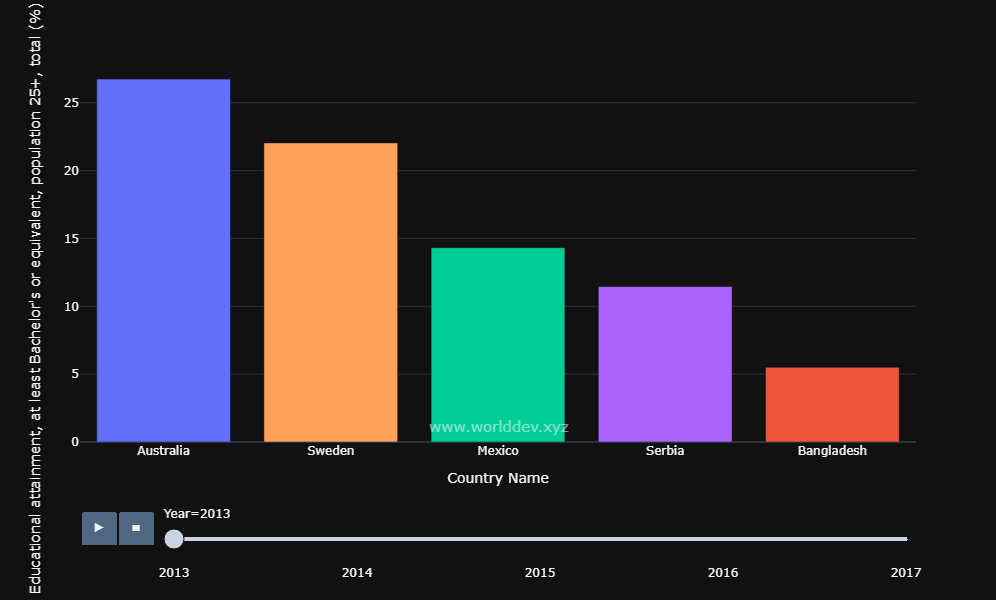 Educational attainment, at least Bachelor's or equivalent, population 25+, total (%)
25
20
15
10
5
0
www.worlddev.xyz
Australia Sweden Mexico Serbia Bangladesh
Country Name
Year=2013
2013 2014 2015 2016 2017